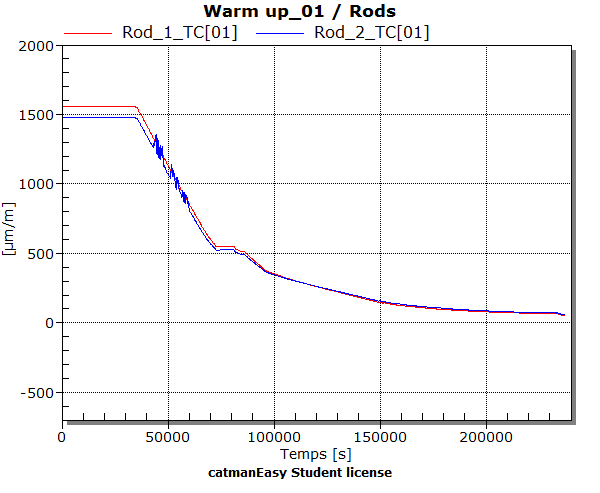 Warm up_01 / Rods
Rod_1_TC[01] Rod_2_TC[01]
2000
1500
1000
500
0
-500
[µm/m]
0 50000 100000 150000 200000
Temps [s]
catmanEasy Student license